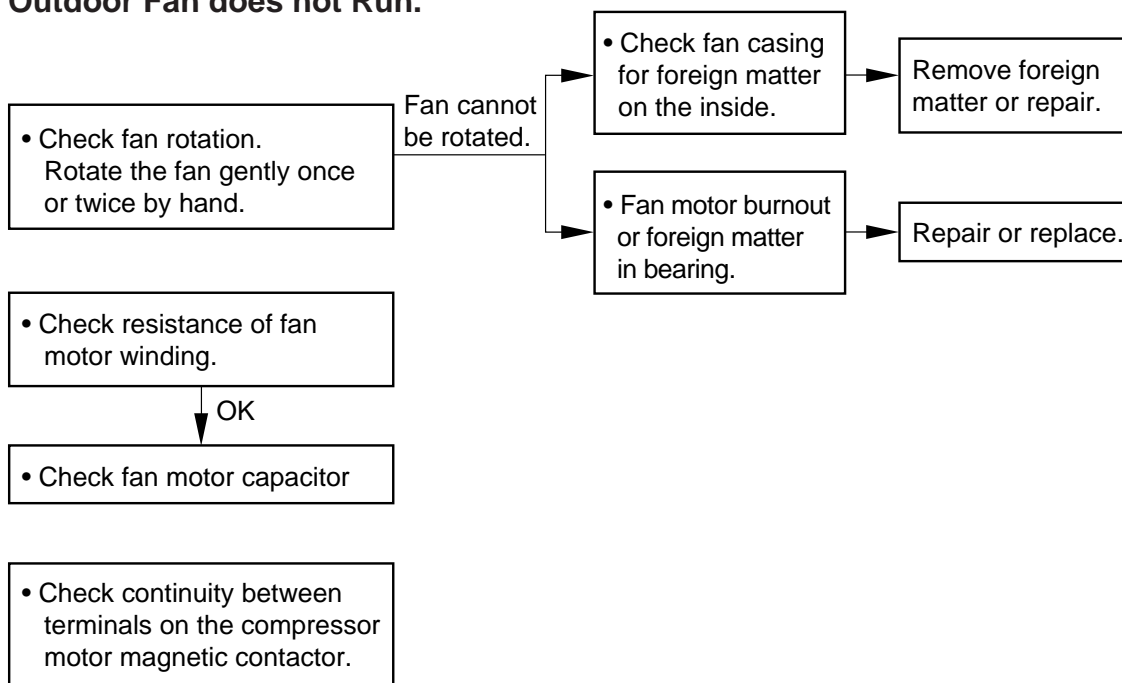 Outdoor Fan does not Run.
• Check fan rotation.
Rotate the fan gently once
or twice by hand.
Fan cannot
be rotated.
• Check fan casing
for foreign matter
on the inside.
Remove foreign
matter or repair.
• Fan motor burnout
or foreign matter
in bearing.
Repair or replace.
• Check resistance of fan
motor winding.
OK
• Check fan motor capacitor
• Check continuity between
terminals on the compressor
motor magnetic contactor.